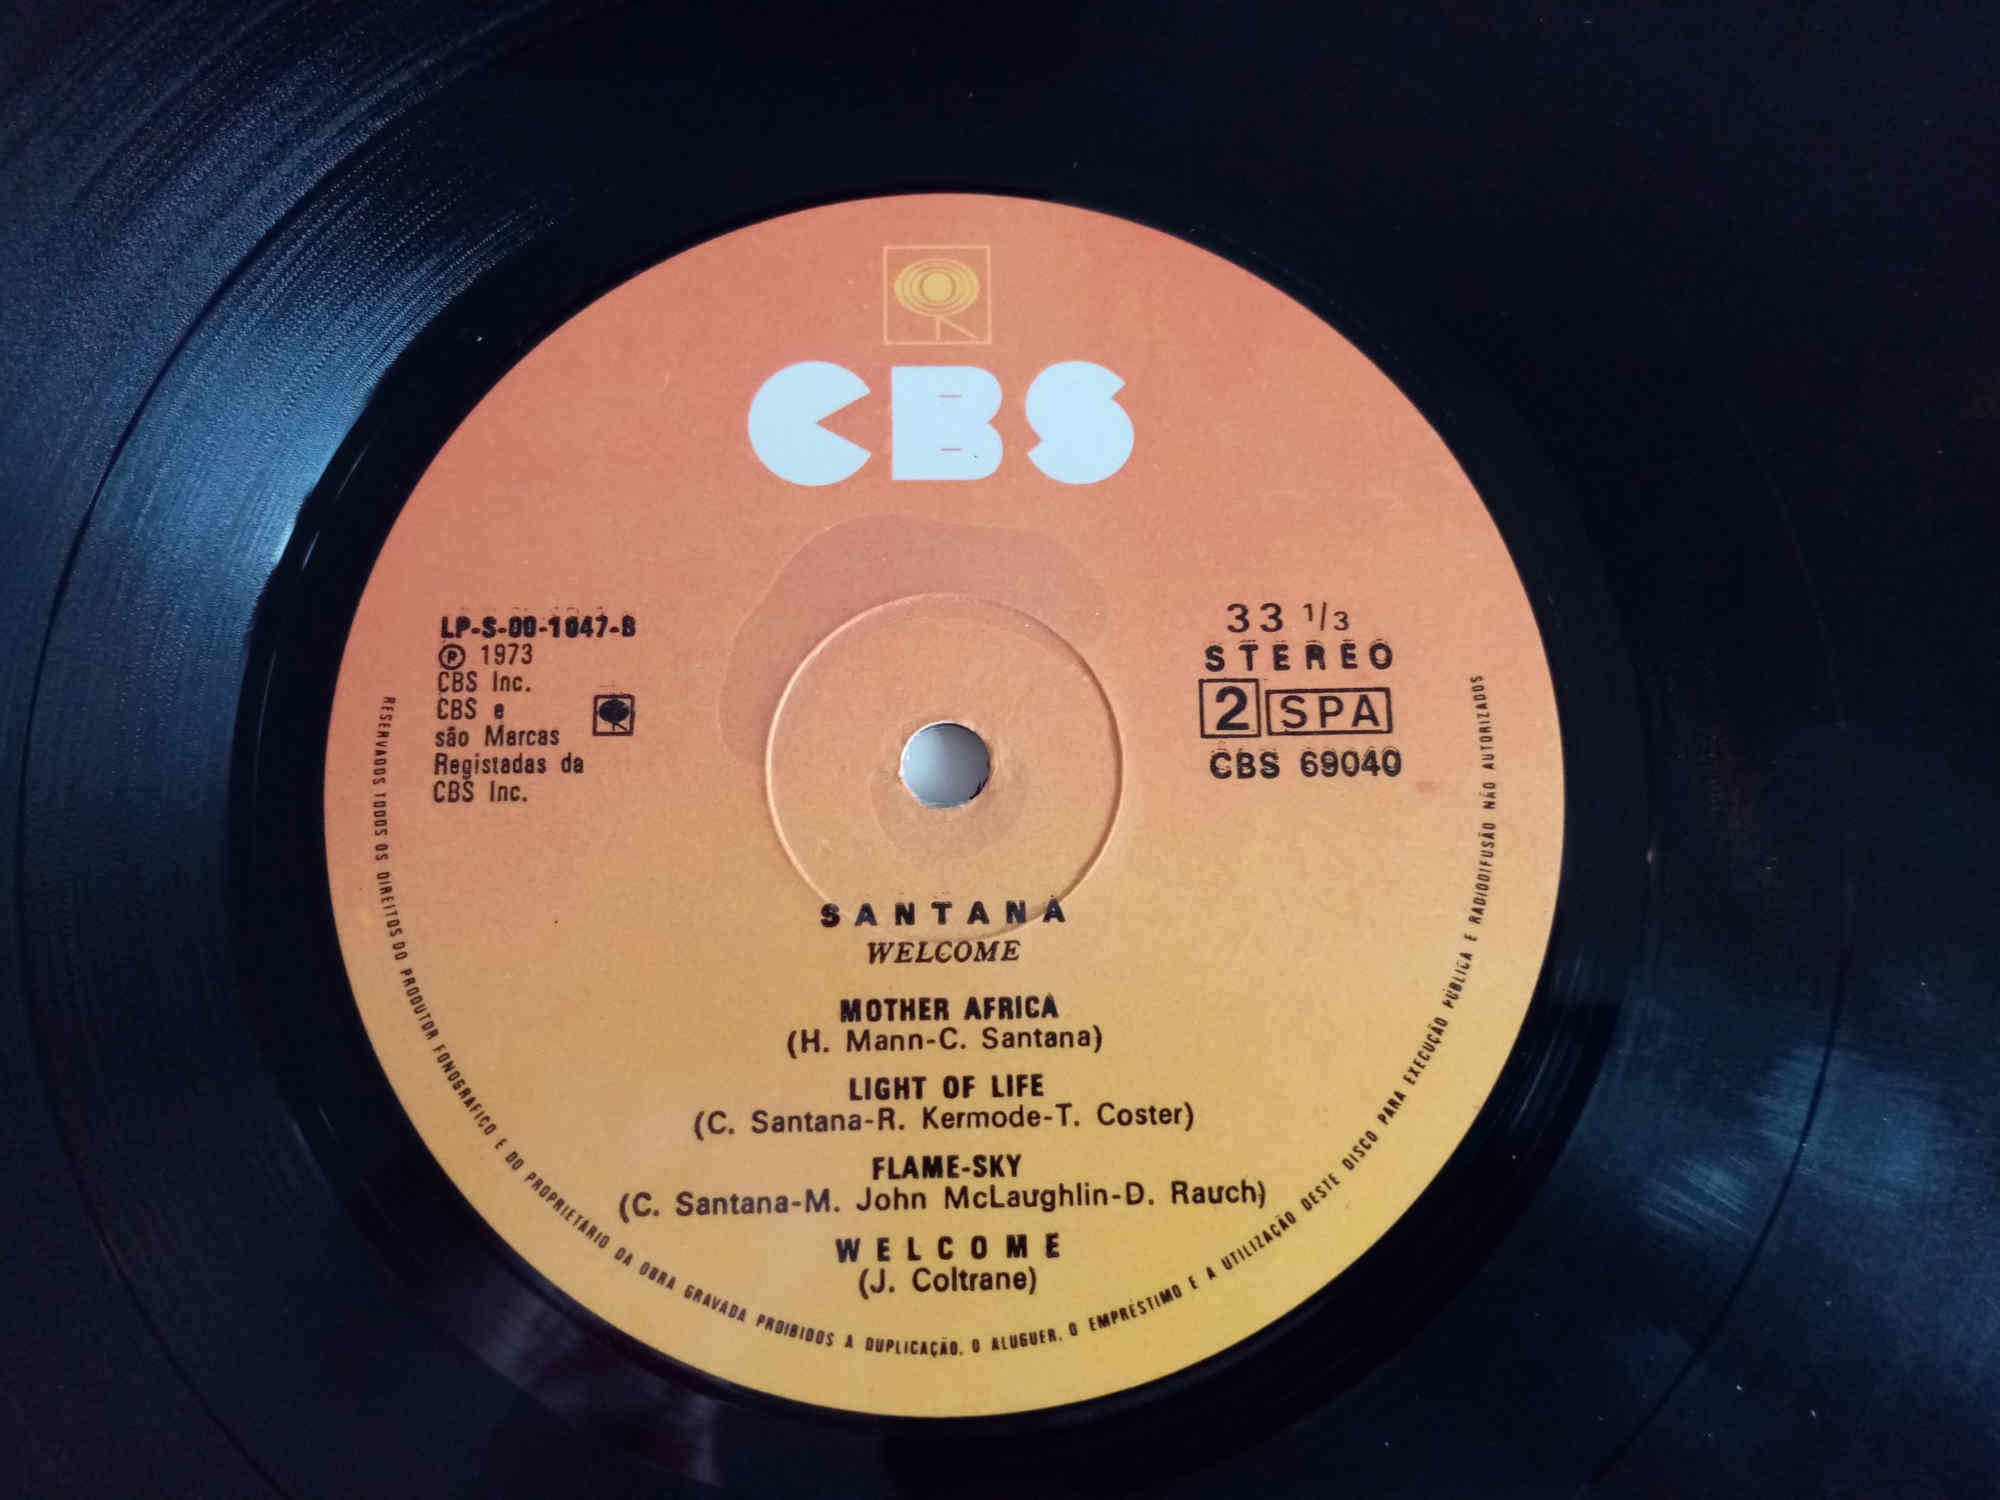 CBS
LP-S-00-1047-B
℗ 1973
CBS Inc.
CBS e
são Marcas
Registadas da
CBS Inc.
33 1/3
STEREO
2 SPA
CBS 69040
SANTANA
WELCOME
MOTHER AFRICA
(H. Mann-C. Santana)
LIGHT OF LIFE
(C. Santana-R. Kermode-T. Coster)
FLAME-SKY
(C. Santana-M. John McLaughlin-D. Rauch)
WELCOME
(J. Coltrane)
RESERVADOS TODOS OS DIREITOS DO PRODUTOR FONOGRAFICO E DO PROPRIETARIO DA OBRA GRAVADA PROIBIDOS A DUPLICAÇÃO, O ALUGUER, O EMPRÉSTIMO E A UTILIZAÇÃO DESTE DISCO PARA EXECUÇÃO PÚBLICA E RADIODIFUSÃO NÃO AUTORIZADOS